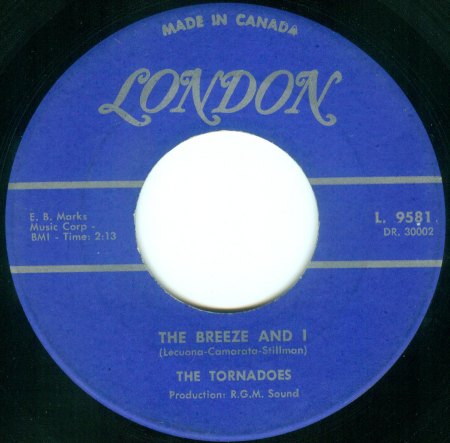 MADE IN CANADA
LONDON
E. B. Marks
Music Corp -
BMI - Time: 2:13
L. 9581
DR. 30002
THE BREEZE AND I
(Lecuona-Camarata-Stillman)
THE TORNADOES
Production: R.G.M. Sound